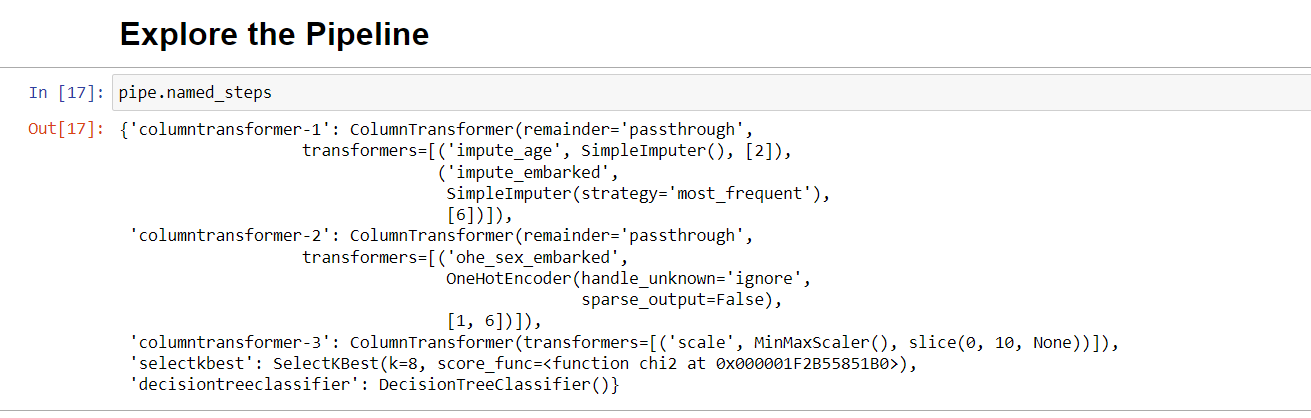 Explore the Pipeline
In [17]: pipe.named_steps
Out[17]: {'columntransformer-1': ColumnTransformer(remainder='passthrough',
transformers=[('impute_age', SimpleImputer(), [2]),
('impute_embarked',
SimpleImputer(strategy='most_frequent'),
[6])]),
'columntransformer-2': ColumnTransformer(remainder='passthrough',
transformers=[('ohe_sex_embarked',
OneHotEncoder(handle_unknown='ignore',
sparse_output=False),
[1, 6])]),
'columntransformer-3': ColumnTransformer(transformers=[('scale', MinMaxScaler(), slice(0, 10, None))]),
'selectkbest': SelectKBest(k=8, score_func=<function chi2 at 0x000001F2B55851B0>),
'decisiontreeclassifier': DecisionTreeClassifier()}